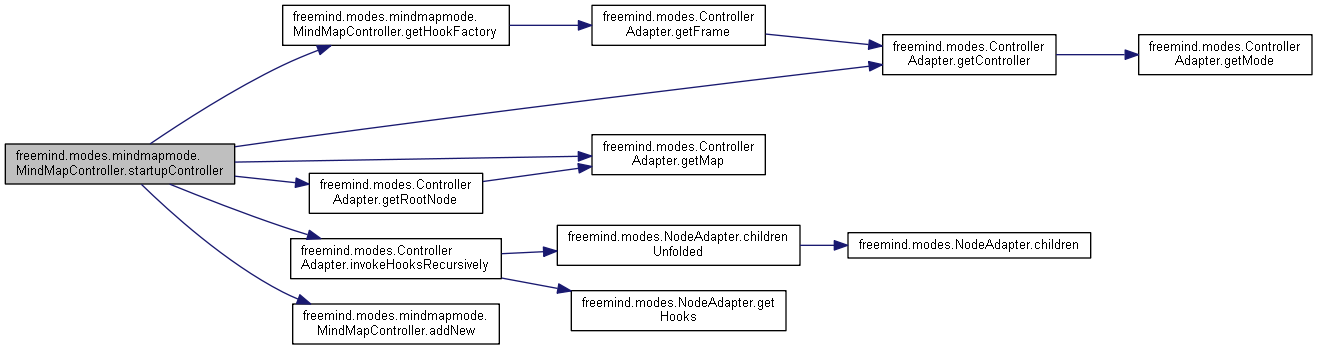 freemind.modes.mindmapmode.
MindMapController.getHookFactory
freemind.modes.Controller
Adapter.getFrame
freemind.modes.Controller
Adapter.getController
freemind.modes.Controller
Adapter.getMode
freemind.modes.mindmapmode.
MindMapController.startupController
freemind.modes.Controller
Adapter.getMap
freemind.modes.Controller
Adapter.getRootNode
freemind.modes.Controller
Adapter.invokeHooksRecursively
freemind.modes.NodeAdapter.children
Unfolded
freemind.modes.NodeAdapter.children
freemind.modes.NodeAdapter.get
Hooks
freemind.modes.mindmapmode.
MindMapController.addNew